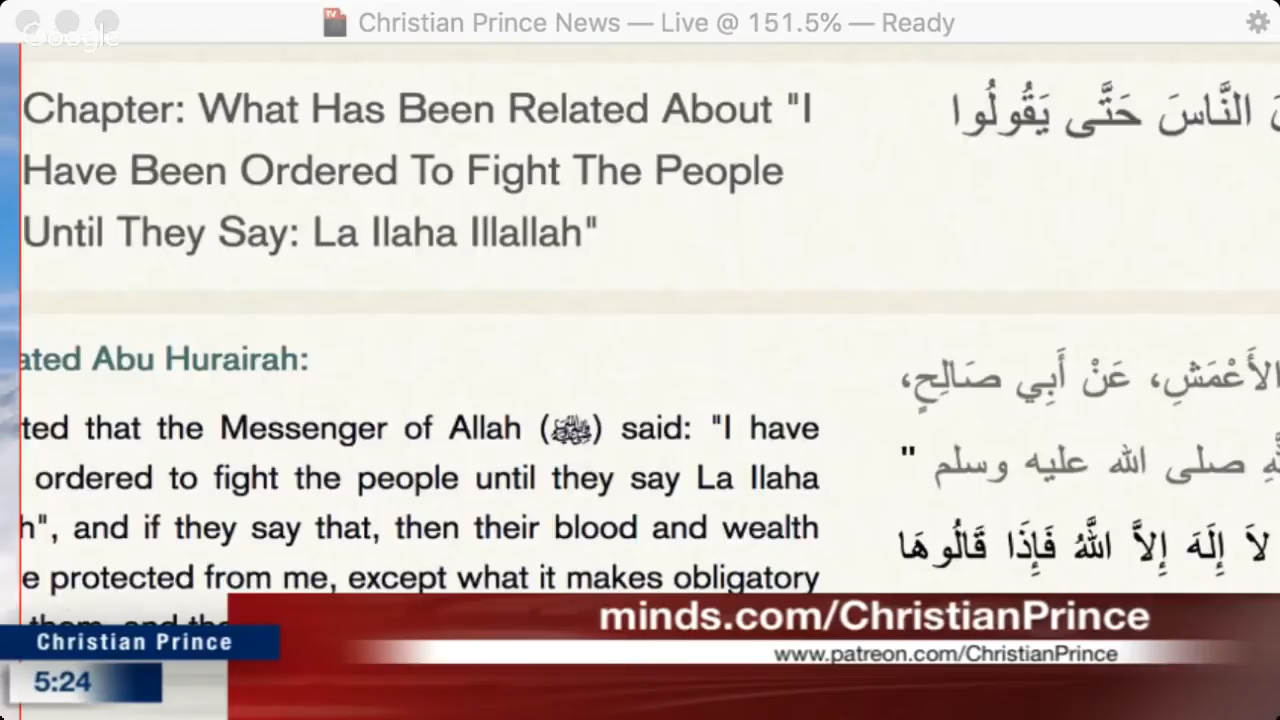 Christian Prince News — Live @ 151.5% — Ready
Google
Chapter: What Has Been Related About "I
Have Been Ordered To Fight The People
Until They Say: La Ilaha Illallah"
النَّاسَ حَتَّى يَقُولُوا
ated Abu Hurairah:
ted that the Messenger of Allah (ﷺ) said: "I have
ordered to fight the people until they say La Ilaha
h", and if they say that, then their blood and wealth
e protected from me, except what it makes obligatory
الأَعْمَشِ، عَنْ أَبِي صَالِحٍ،
صلى الله عليه وسلم "
لاَ إِلَهَ إِلاَّ اللَّهُ فَإِذَا قَالُوهَا
minds.com/ChristianPrince
www.patreon.com/ChristianPrince
Christian Prince
5:24